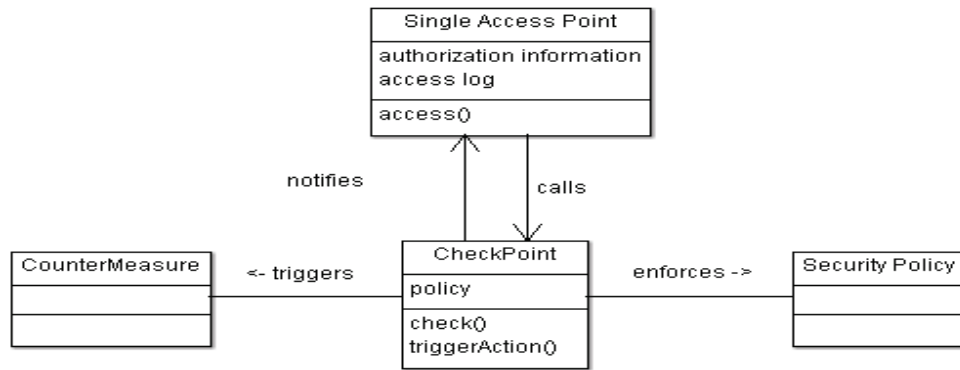 Single Access Point
authorization information
access log
access()
notifies
calls
CounterMeasure
<- triggers
CheckPoint
policy
check()
triggerAction()
enforces ->
Security Policy